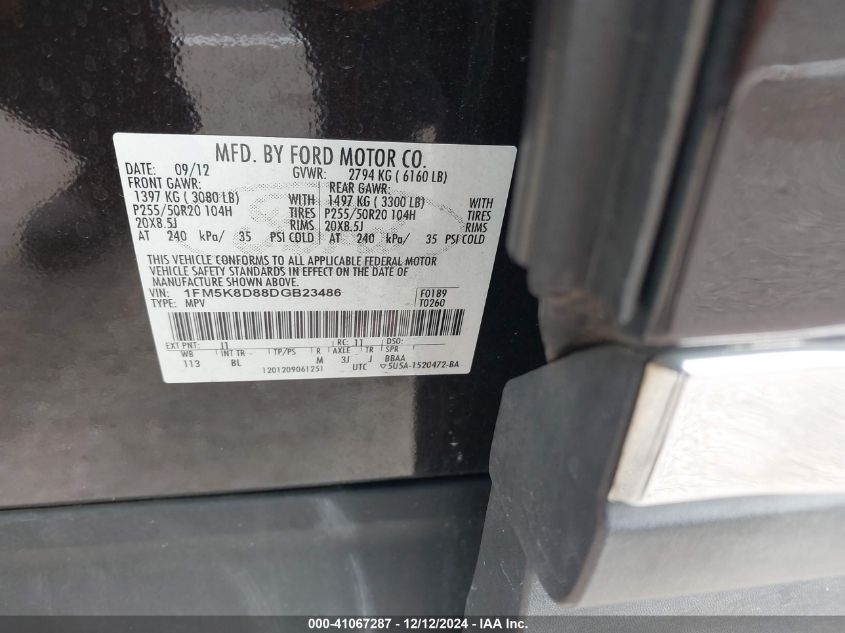 MFD. BY FORD MOTOR CO.
DATE: 09/12 GVWR: 2794 KG ( 6160 LB)
FRONT GAWR: REAR GAWR:
1397 KG ( 3080 LB) WITH 1497 KG ( 3300 LB) WITH
P255/50R20 104H TIRES P255/50R20 104H TIRES
20X8.5J RIMS 20X8.5J RIMS
AT 240 kPa/ 35 PSI COLD AT 240 kPa/ 35 PSI COLD
THIS VEHICLE CONFORMS TO ALL APPLICABLE FEDERAL MOTOR
VEHICLE SAFETY STANDARDS IN EFFECT ON THE DATE OF
MANUFACTURE SHOWN ABOVE.
VIN: 1FM5K8D88DGB23486 F0189
TYPE: MPV T0260
EXT PNT: J1 RC: 11 DSO:
WB INT TR TP/PS R AXLE TR SPR
113 BL M 3J J BBAA
120120906125I UTC ▽5U5A-1520472-BA
000-41067287 - 12/12/2024 - IAA Inc.